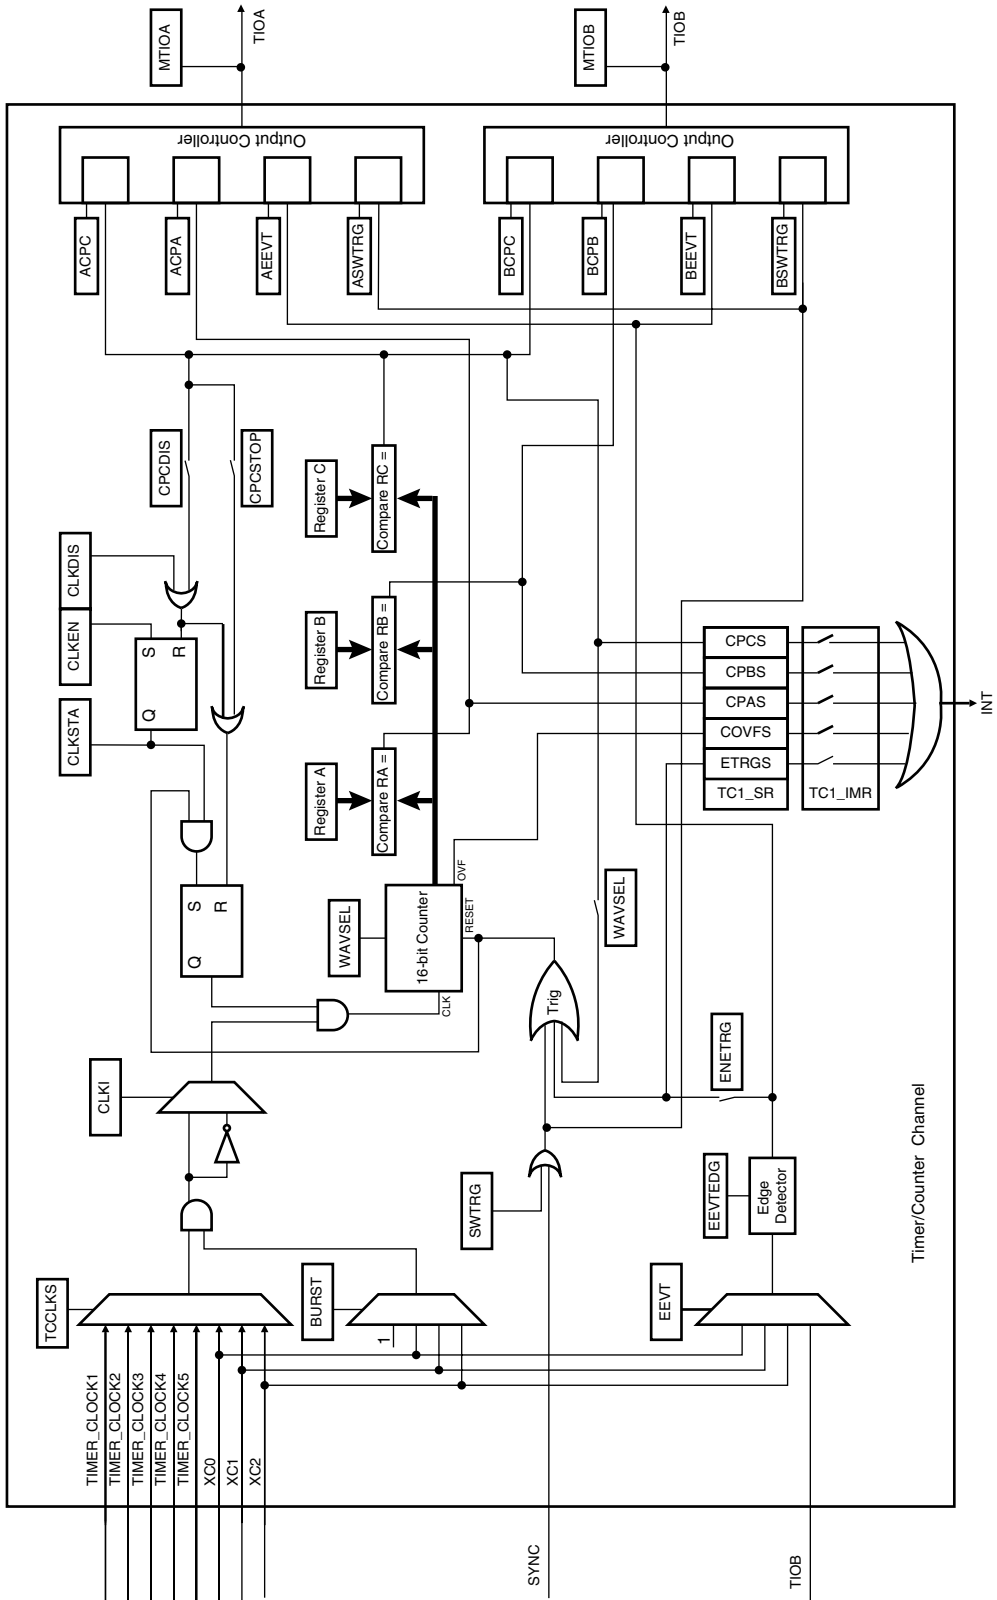 MTIOA
TIOA
MTIOB
TIOB
Output Controller
Output Controller
ACPC
ACPA
AEEVT
ASWTRG
BCPC
BCPB
BEEVT
BSWTRG
CPCDIS
CPCSTOP
CLKDIS
CLKEN
CLKSTA
S
R
Q
S
R
Q
Register C
Compare RC =
Register B
Compare RB =
Register A
Compare RA =
WAVSEL
16-bit Counter
OVF
RESET
CLK
CPCS
CPBS
CPAS
COVFS
ETRGS
TC1_SR
TC1_IMR
INT
WAVSEL
Trig
ENETRG
CLKI
SWTRG
EEVTEDG
Edge
Detector
Timer/Counter Channel
TCCLKS
BURST
1
EEVT
TIMER_CLOCK1
TIMER_CLOCK2
TIMER_CLOCK3
TIMER_CLOCK4
TIMER_CLOCK5
XC0
XC1
XC2
SYNC
TIOB